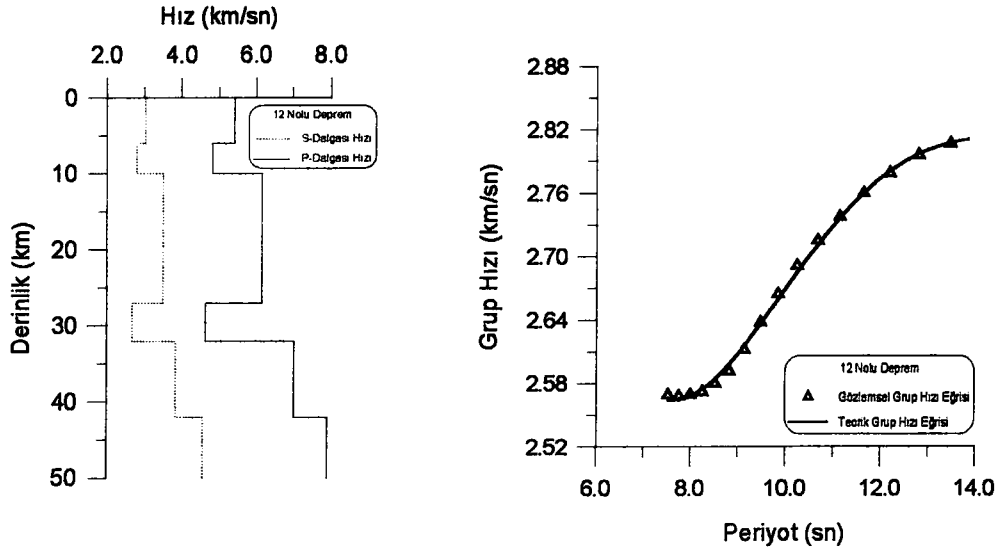 Hız (km/sn)
2.0 4.0 6.0 8.0
0
10
20
30
40
50
Derinlik (km)
12 Nolu Deprem
S-Dalgası Hızı
P-Dalgası Hızı
2.88
2.82
2.76
2.70
2.64
2.58
2.52
Grup Hızı (km/sn)
12 Nolu Deprem
Gözlemsel Grup Hızı Eğrisi
Teorik Grup Hızı Eğrisi
6.0 8.0 10.0 12.0 14.0
Periyot (sn)